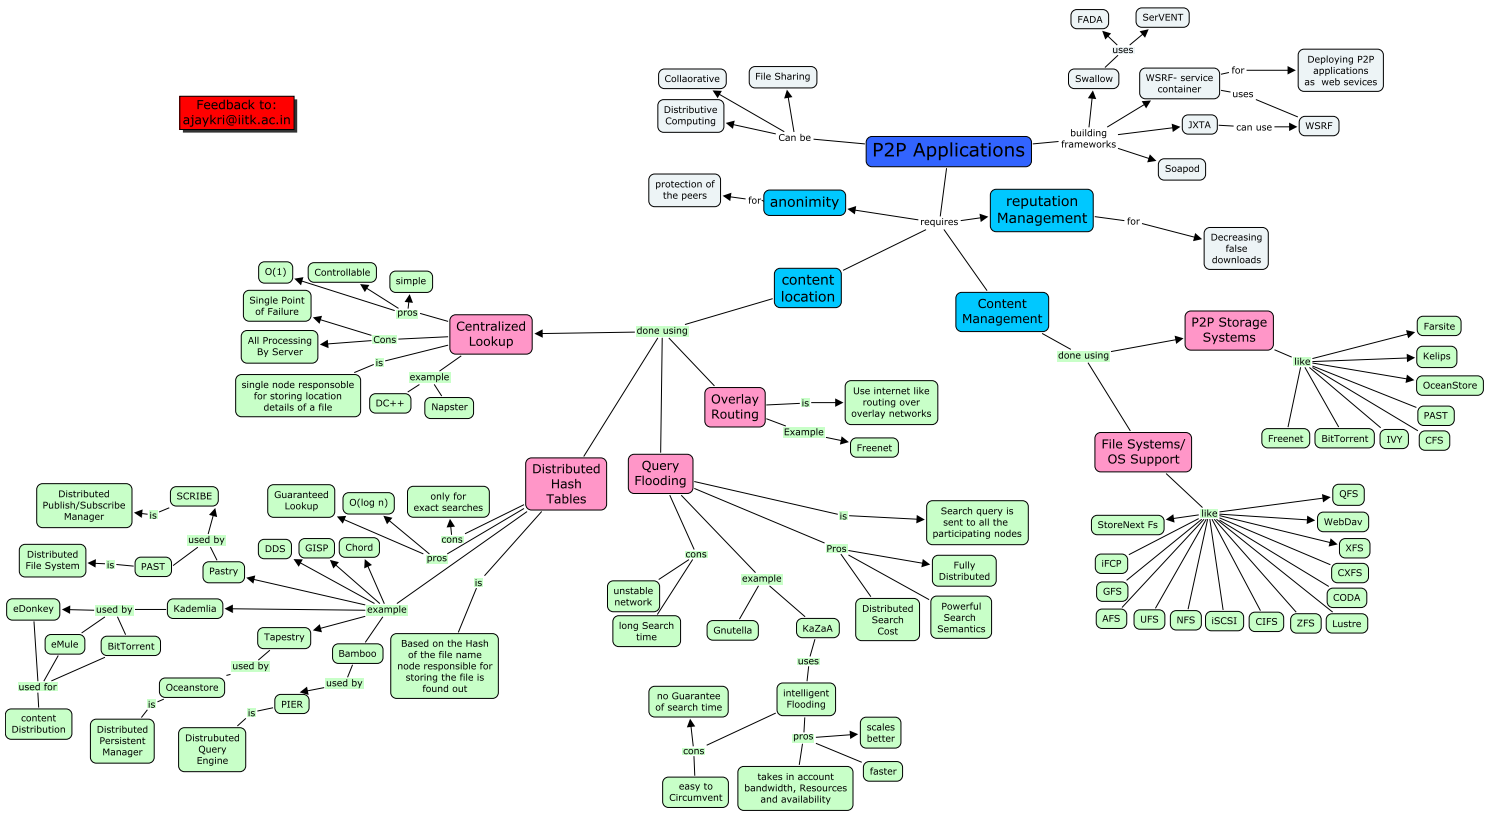 FADA
SerVENT
uses
Collaorative
File Sharing
Swallow
WSRF- service
container
for
Deploying P2P
applications
as  web sevices
uses
Distributive
Computing
Can be
P2P Applications
building
frameworks
JXTA
can use
WSRF
Soapod
Feedback to:
ajaykri@iitk.ac.in
protection of
the peers
for
anonimity
requires
reputation
Management
for
Decreasing
false
downloads
content
location
Content
Management
O(1)
Controllable
simple
Single Point
of Failure
pros
Cons
All Processing
By Server
is
Centralized
Lookup
single node responsoble
for storing location
details of a file
example
DC++
Napster
done using
done using
P2P Storage
Systems
like
Farsite
Kelips
OceanStore
PAST
CFS
IVY
BitTorrent
Freenet
Overlay
Routing
is
Use internet like
routing over
overlay networks
Example
Freenet
File Systems/
OS Support
like
QFS
StoreNext Fs
WebDav
XFS
iFCP
CXFS
GFS
CODA
AFS
UFS
NFS
iSCSI
CIFS
ZFS
Lustre
Distributed
Hash
Tables
Guaranteed
Lookup
O(log n)
only for
exact searches
cons
pros
is
Based on the Hash
of the file name
node responsible for
storing the file is
found out
example
DDS
GISP
Chord
Distributed
Publish/Subscribe
Manager
is
SCRIBE
used by
Distributed
File System
is
PAST
Pastry
eDonkey
used by
Kademlia
eMule
BitTorrent
used for
content
Distribution
Tapestry
used by
Oceanstore
is
Distributed
Persistent
Manager
Bamboo
used by
PIER
is
Distrubuted
Query
Engine
Query
Flooding
is
Search query is
sent to all the
participating nodes
cons
unstable
network
long Search
time
example
Gnutella
KaZaA
Pros
Fully
Distributed
Distributed
Search
Cost
Powerful
Search
Semantics
uses
intelligent
Flooding
no Guarantee
of search time
cons
easy to
Circumvent
pros
scales
better
faster
takes in account
bandwidth, Resources
and availability